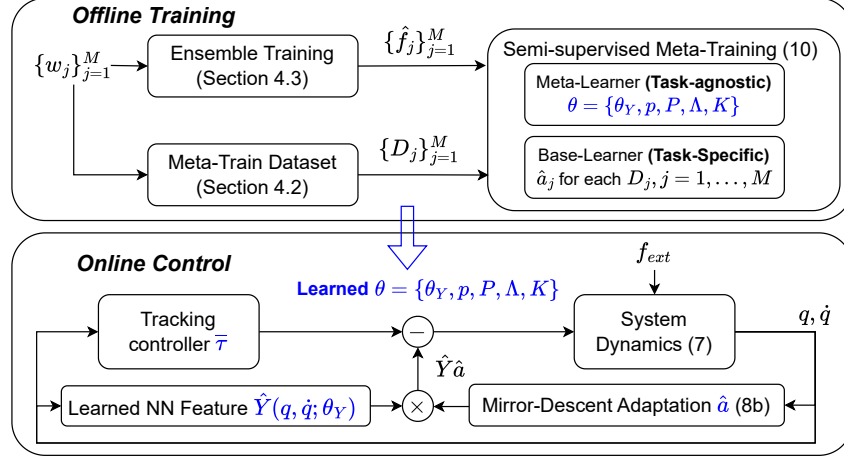 Offline Training
{w_j}_{j=1}^M
Ensemble Training
(Section 4.3)
{\hat{f}_j}_{j=1}^M
Meta-Train Dataset
(Section 4.2)
{D_j}_{j=1}^M
Semi-supervised Meta-Training (10)
Meta-Learner (Task-agnostic)
θ = {θ_Y, p, P, Λ, K}
Base-Learner (Task-Specific)
\hat{a}_j for each D_j, j = 1, . . . , M
Online Control
Learned θ = {θ_Y, p, P, Λ, K}
f_{ext}
Tracking
controller \overline{τ}
−
System
Dynamics (7)
q, \dot{q}
\hat{Y}\hat{a}
Learned NN Feature \hat{Y}(q, \dot{q}; θ_Y)
×
Mirror-Descent Adaptation \hat{a} (8b)